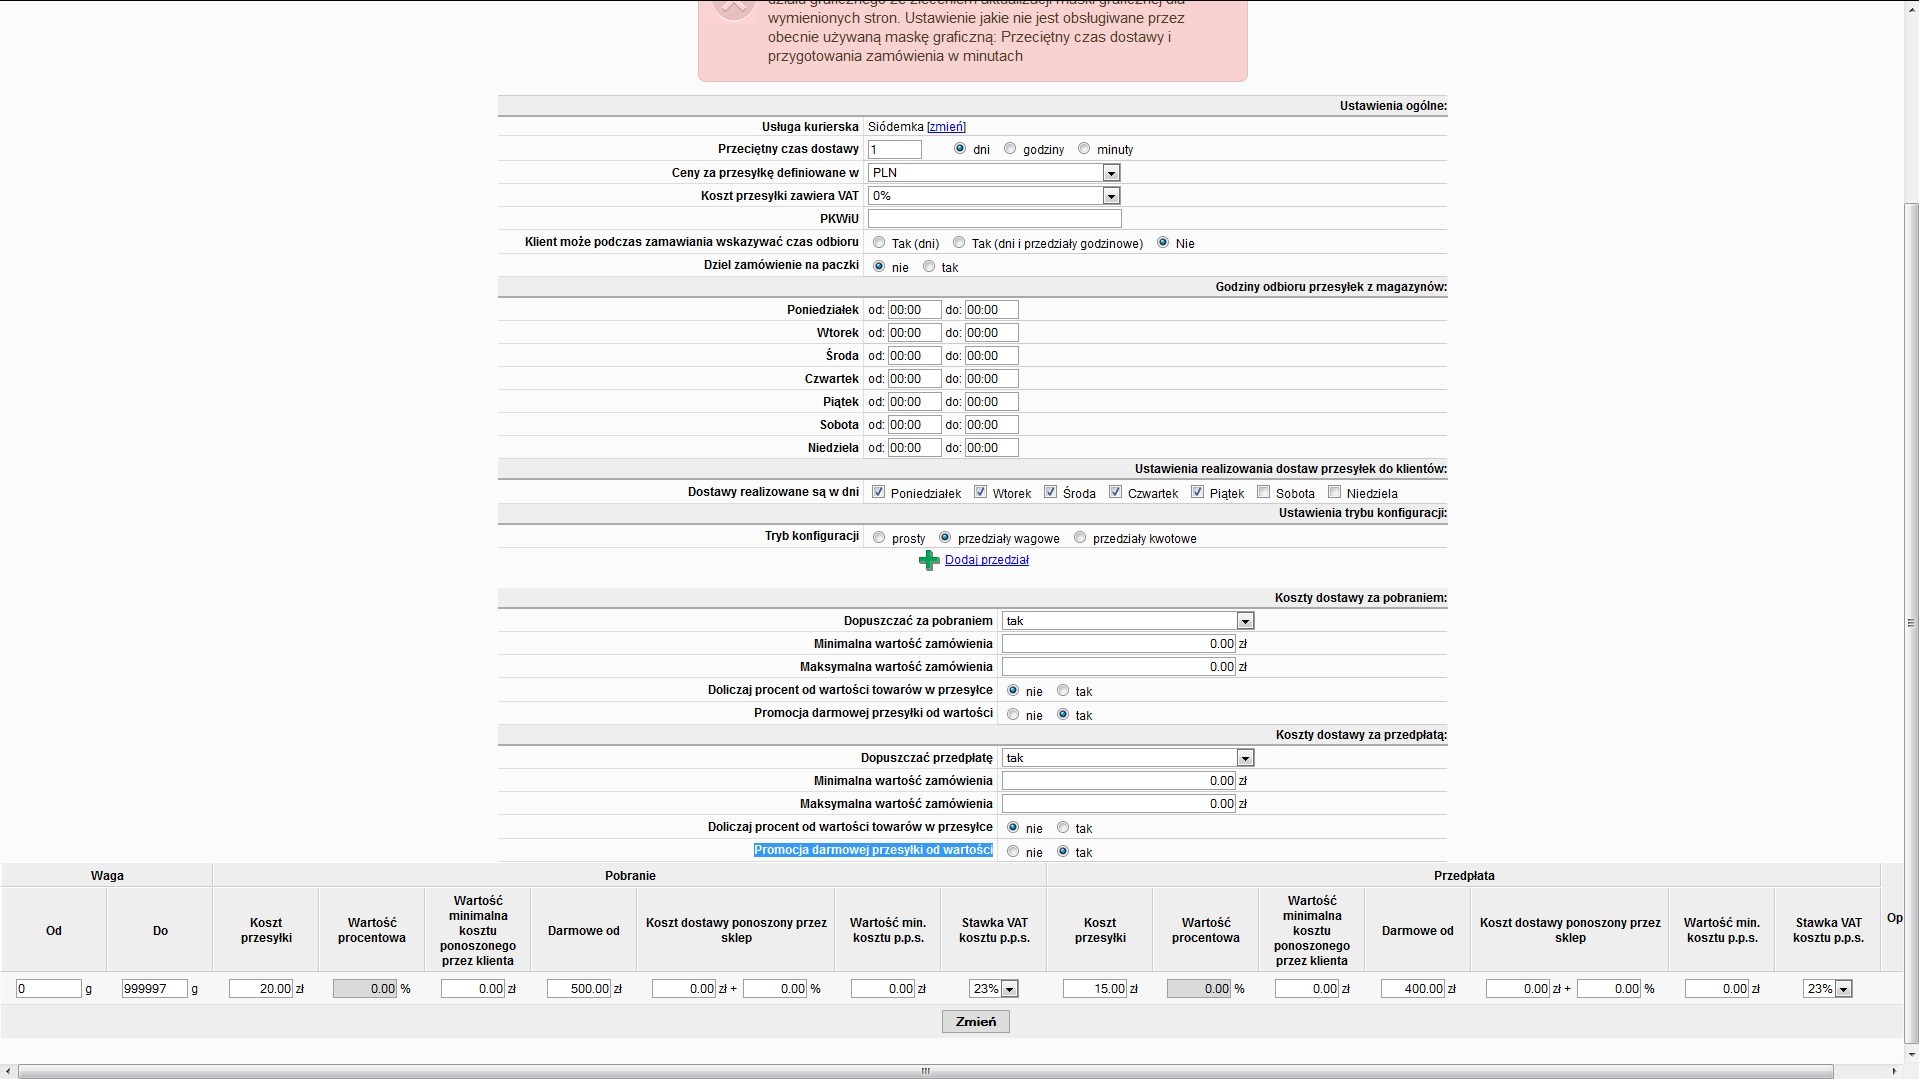 działu graficznego ze zleceniem aktualizacji maski graficznej dla
wymienionych stron. Ustawienie jakie nie jest obsługiwane przez
obecnie używaną maskę graficzną: Przeciętny czas dostawy i
przygotowania zamówienia w minutach
Ustawienia ogólne:
Usługa kurierska Siódemka [zmień]
Przeciętny czas dostawy 1 dni godziny minuty
Ceny za przesyłkę definiowane w PLN
Koszt przesyłki zawiera VAT 0%
PKWiU
Klient może podczas zamawiania wskazywać czas odbioru Tak (dni) Tak (dni i przedziały godzinowe) Nie
Dziel zamówienie na paczki nie tak
Godziny odbioru przesyłek z magazynów:
Poniedziałek od: 00:00 do: 00:00
Wtorek od: 00:00 do: 00:00
Środa od: 00:00 do: 00:00
Czwartek od: 00:00 do: 00:00
Piątek od: 00:00 do: 00:00
Sobota od: 00:00 do: 00:00
Niedziela od: 00:00 do: 00:00
Ustawienia realizowania dostaw przesyłek do klientów:
Dostawy realizowane są w dni Poniedziałek Wtorek Środa Czwartek Piątek Sobota Niedziela
Ustawienia trybu konfiguracji:
Tryb konfiguracji prosty przedziały wagowe przedziały kwotowe
Dodaj przedział
Koszty dostawy za pobraniem:
Dopuszczać za pobraniem tak
Minimalna wartość zamówienia 0.00 zł
Maksymalna wartość zamówienia 0.00 zł
Doliczaj procent od wartości towarów w przesyłce nie tak
Promocja darmowej przesyłki od wartości nie tak
Koszty dostawy za przedpłatą:
Dopuszczać przedpłatę tak
Minimalna wartość zamówienia 0.00 zł
Maksymalna wartość zamówienia 0.00 zł
Doliczaj procent od wartości towarów w przesyłce nie tak
Promocja darmowej przesyłki od wartości nie tak
Waga Pobranie Przedpłata
Od Do Koszt przesyłki Wartość procentowa Wartość minimalna kosztu ponoszonego przez klienta Darmowe od Koszt dostawy ponoszony przez sklep Wartość min. kosztu p.p.s. Stawka VAT kosztu p.p.s. Koszt przesyłki Wartość procentowa Wartość minimalna kosztu ponoszonego przez klienta Darmowe od Koszt dostawy ponoszony przez sklep Wartość min. kosztu p.p.s. Stawka VAT kosztu p.p.s. Op
0 g 999997 g 20.00 zł 0.00 % 0.00 zł 500.00 zł 0.00 zł + 0.00 % 0.00 zł 23% 15.00 zł 0.00 % 0.00 zł 400.00 zł 0.00 zł + 0.00 % 0.00 zł 23%
Zmień